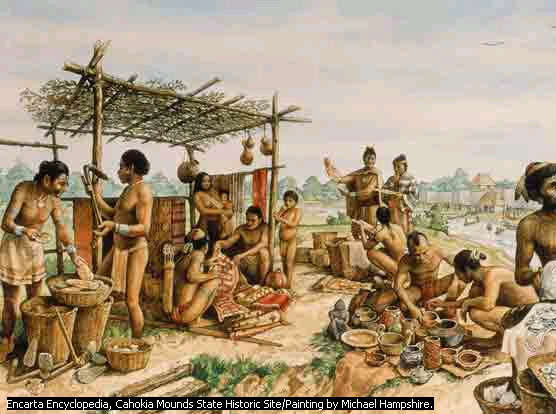 Encarta Encyclopedia, Cahokia Mounds State Historic Site/Painting by Michael Hampshire.